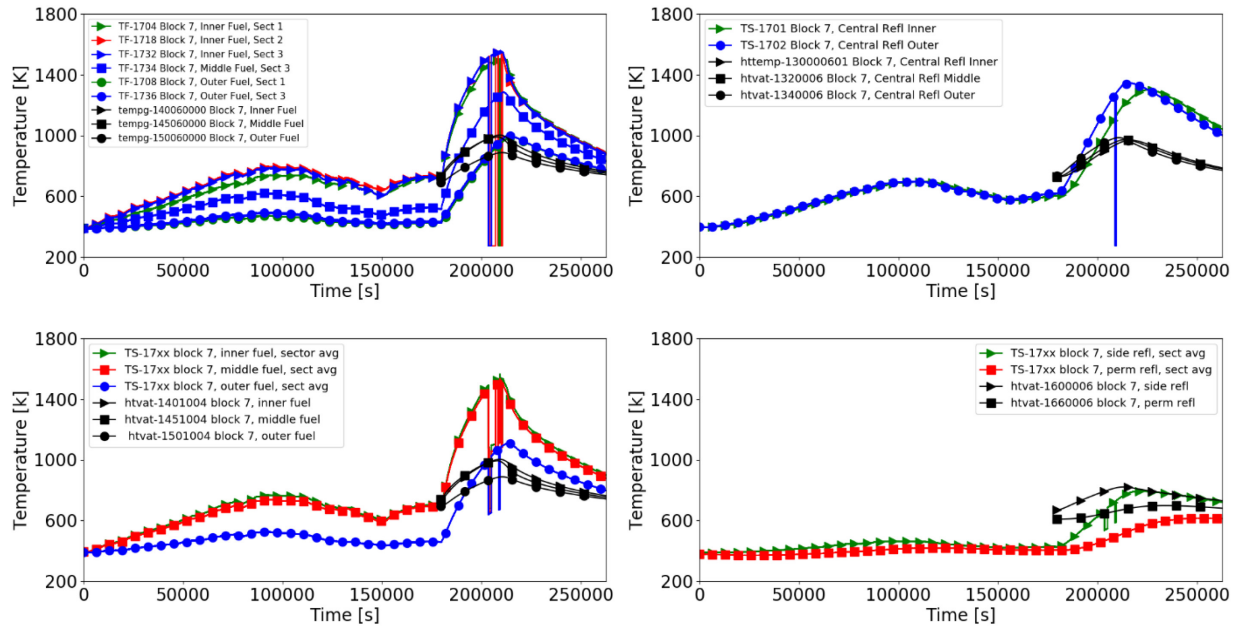 1800
1400
1000
600
200
Temperature [K]
TF-1704 Block 7, Inner Fuel, Sect 1
TF-1718 Block 7, Inner Fuel, Sect 2
TF-1732 Block 7, Inner Fuel, Sect 3
TF-1734 Block 7, Middle Fuel, Sect 3
TF-1708 Block 7, Outer Fuel, Sect 1
TF-1736 Block 7, Outer Fuel, Sect 3
tempg-140060000 Block 7, Inner Fuel
tempg-145060000 Block 7, Middle Fuel
tempg-150060000 Block 7, Outer Fuel
0 50000 100000 150000 200000 250000
Time [s]
1800
1400
1000
600
200
Temperature [K]
TS-1701 Block 7, Central Refl Inner
TS-1702 Block 7, Central Refl Outer
httemp-130000601 Block 7, Central Refl Inner
htvat-1320006 Block 7, Central Refl Middle
htvat-1340006 Block 7, Central Refl Outer
0 50000 100000 150000 200000 250000
Time [s]
1800
1400
1000
600
200
Temperature [K]
TS-17xx block 7, inner fuel, sector avg
TS-17xx block 7, middle fuel, sect avg
TS-17xx block 7, outer fuel, sect avg
htvat-1401004 block 7, inner fuel
htvat-1451004 block 7, middle fuel
htvat-1501004 block 7, outer fuel
0 50000 100000 150000 200000 250000
Time [s]
1800
1400
1000
600
200
Temperature [K]
TS-17xx block 7, side refl, sect avg
TS-17xx block 7, perm refl, sect avg
htvat-1600006 block 7, side refl
htvat-1660006 block 7, perm refl
0 50000 100000 150000 200000 250000
Time [s]